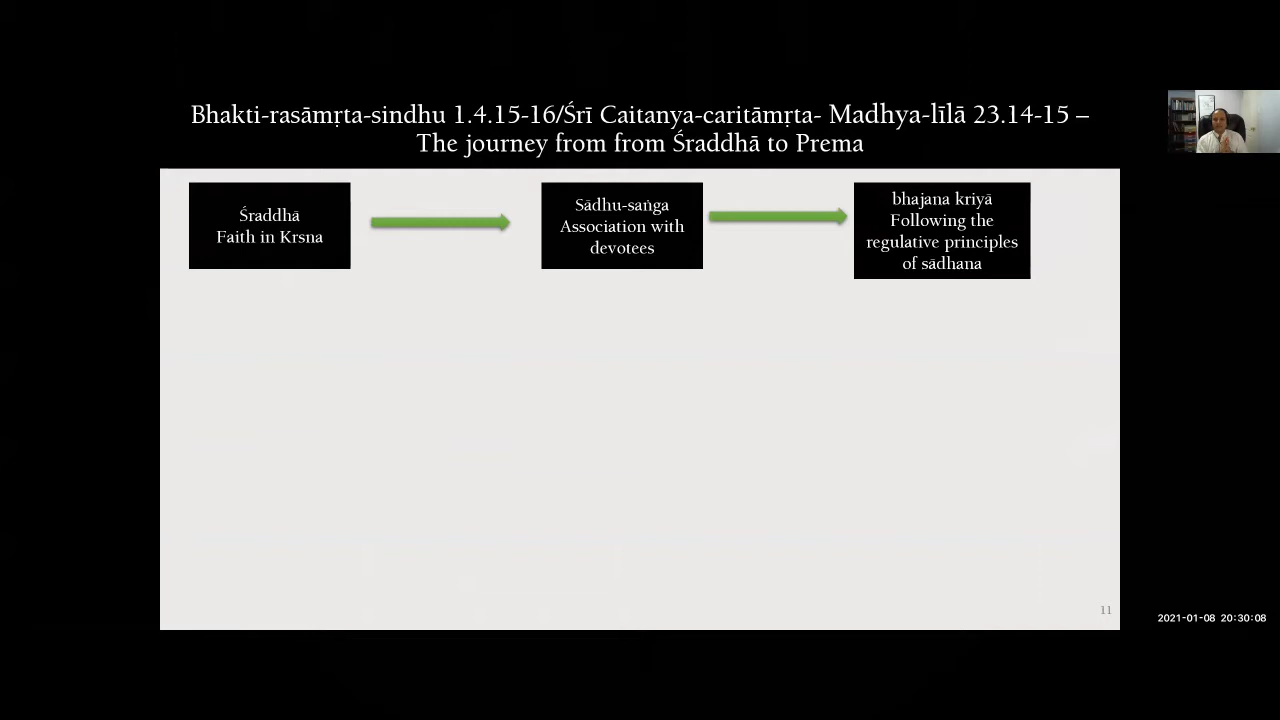 Bhakti-rasāmṛta-sindhu 1.4.15-16/Śrī Caitanya-caritāmṛta- Madhya-līlā 23.14-15 –
The journey from from Śraddhā to Prema
Śraddhā
Faith in Krsna
Sādhu-saṅga
Association with
devotees
bhajana kriyā
Following the
regulative principles
of sādhana
11
2021-01-08 20:30:08